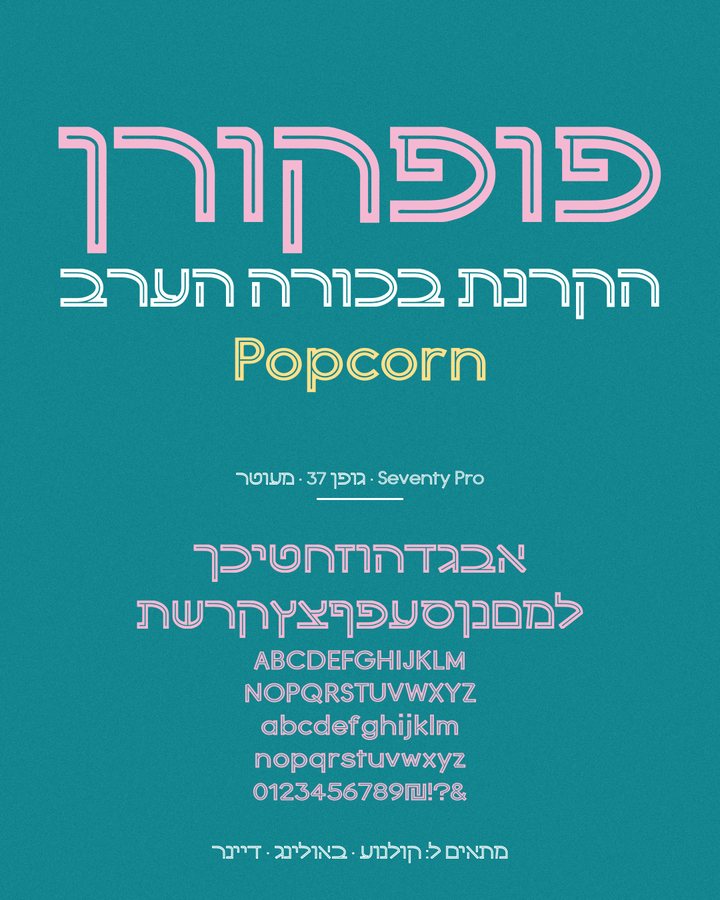 פופקורן
הקרנת בכורה הערב
Popcorn
Seventy Pro · גופן 37 · מעוטר
אבגדהוזחטיכך
למםנןסעפףצץקרשת
ABCDEFGHIJKLM
NOPQRSTUVWXYZ
abcdefghijklm
nopqrstuvwxyz
0123456789₪!?&
מתאים ל: קולנוע · באולינג · דיינר